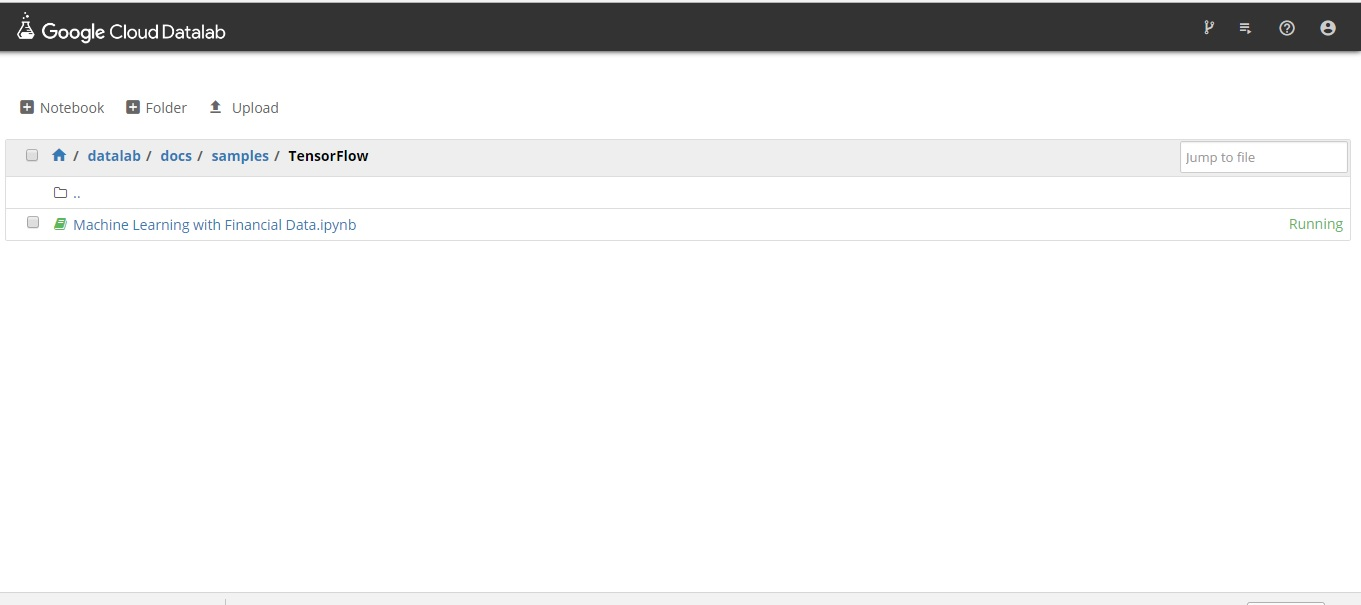 Google Cloud Datalab
Notebook Folder Upload
/ datalab / docs / samples / TensorFlow Jump to file
..
Machine Learning with Financial Data.ipynb Running